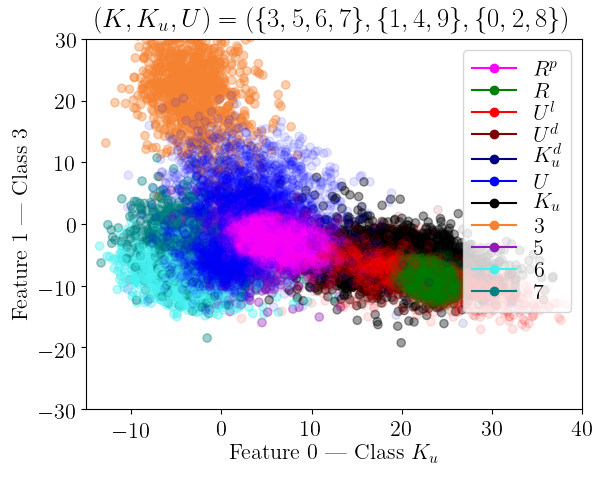 (K, K_u, U) = ({3, 5, 6, 7}, {1, 4, 9}, {0, 2, 8})
30
20
10
0
−10
−20
−30
Feature 1 — Class 3
R^p
R
U^l
U^d
K_u^d
U
K_u
3
5
6
7
−10 0 10 20 30 40
Feature 0 — Class K_u